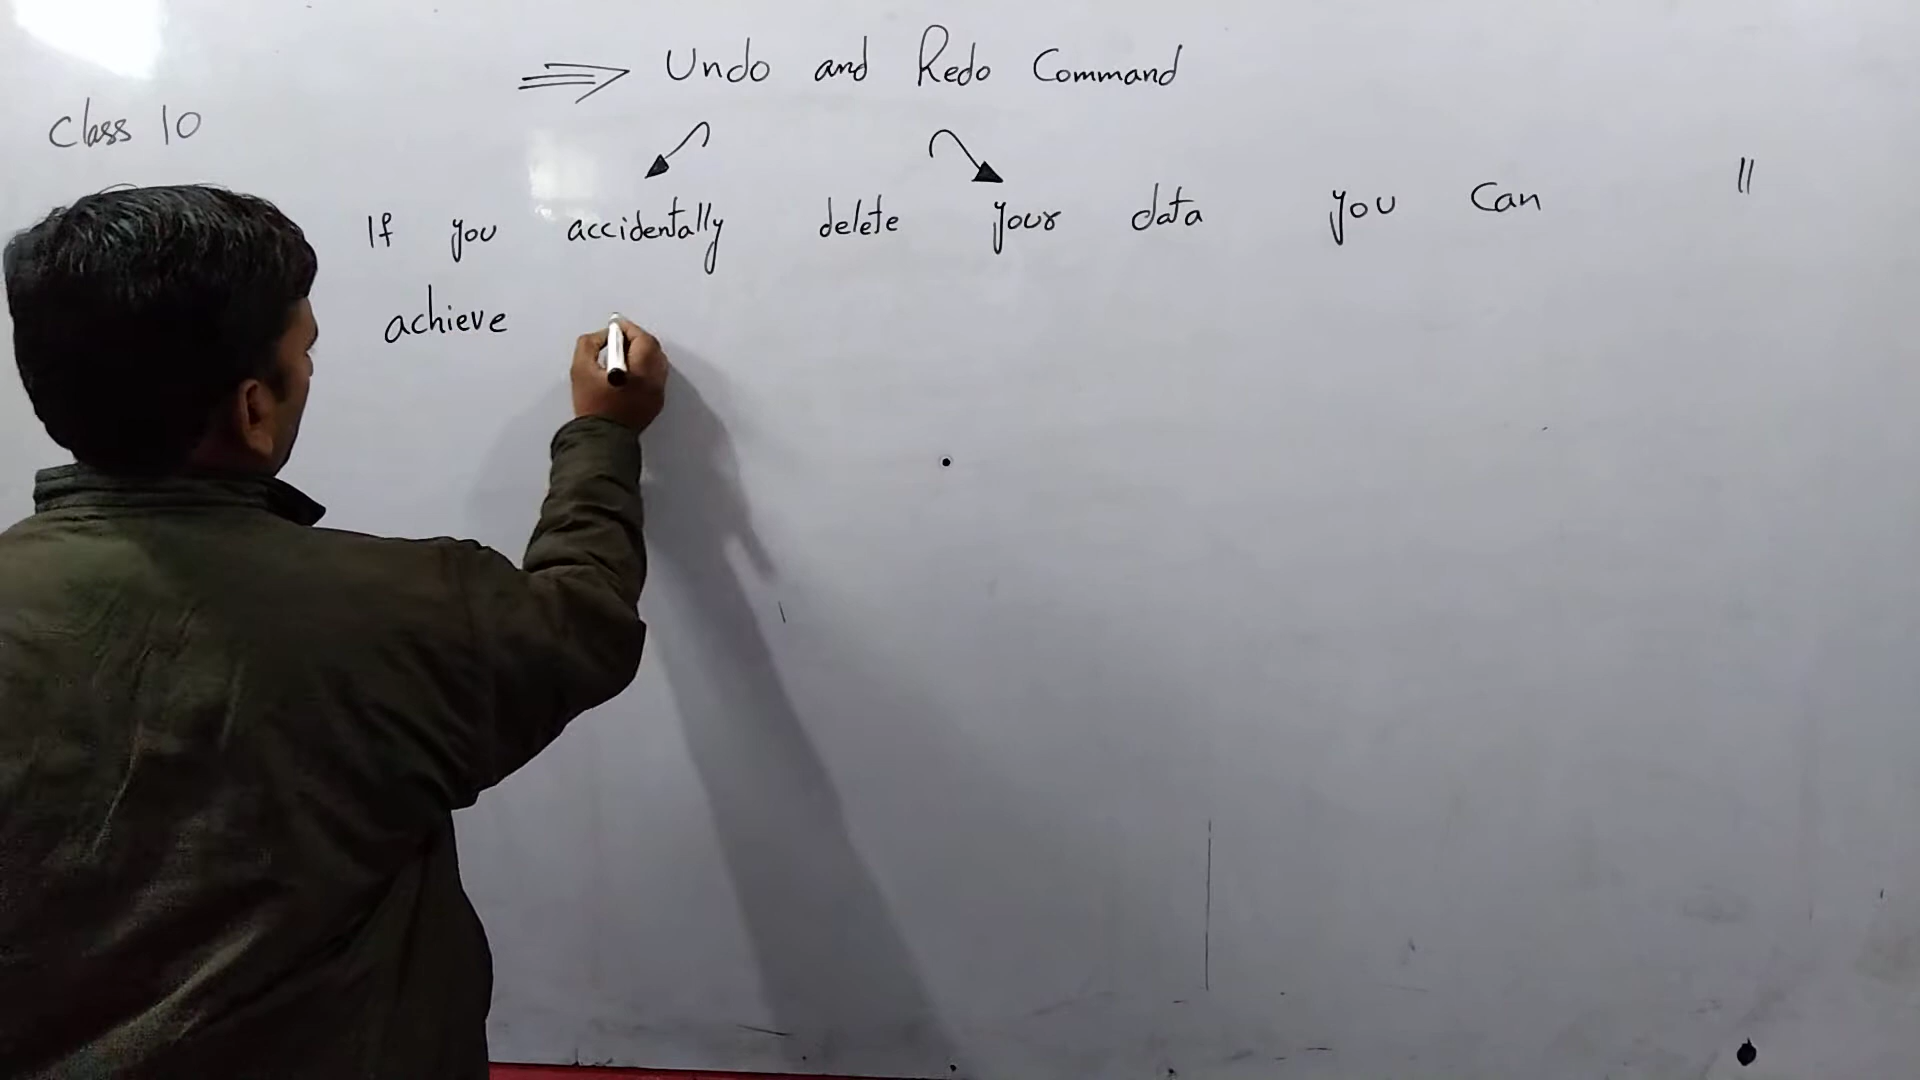 Undo and Redo Command
Class 10
If you accidentally delete your data you can
achieve